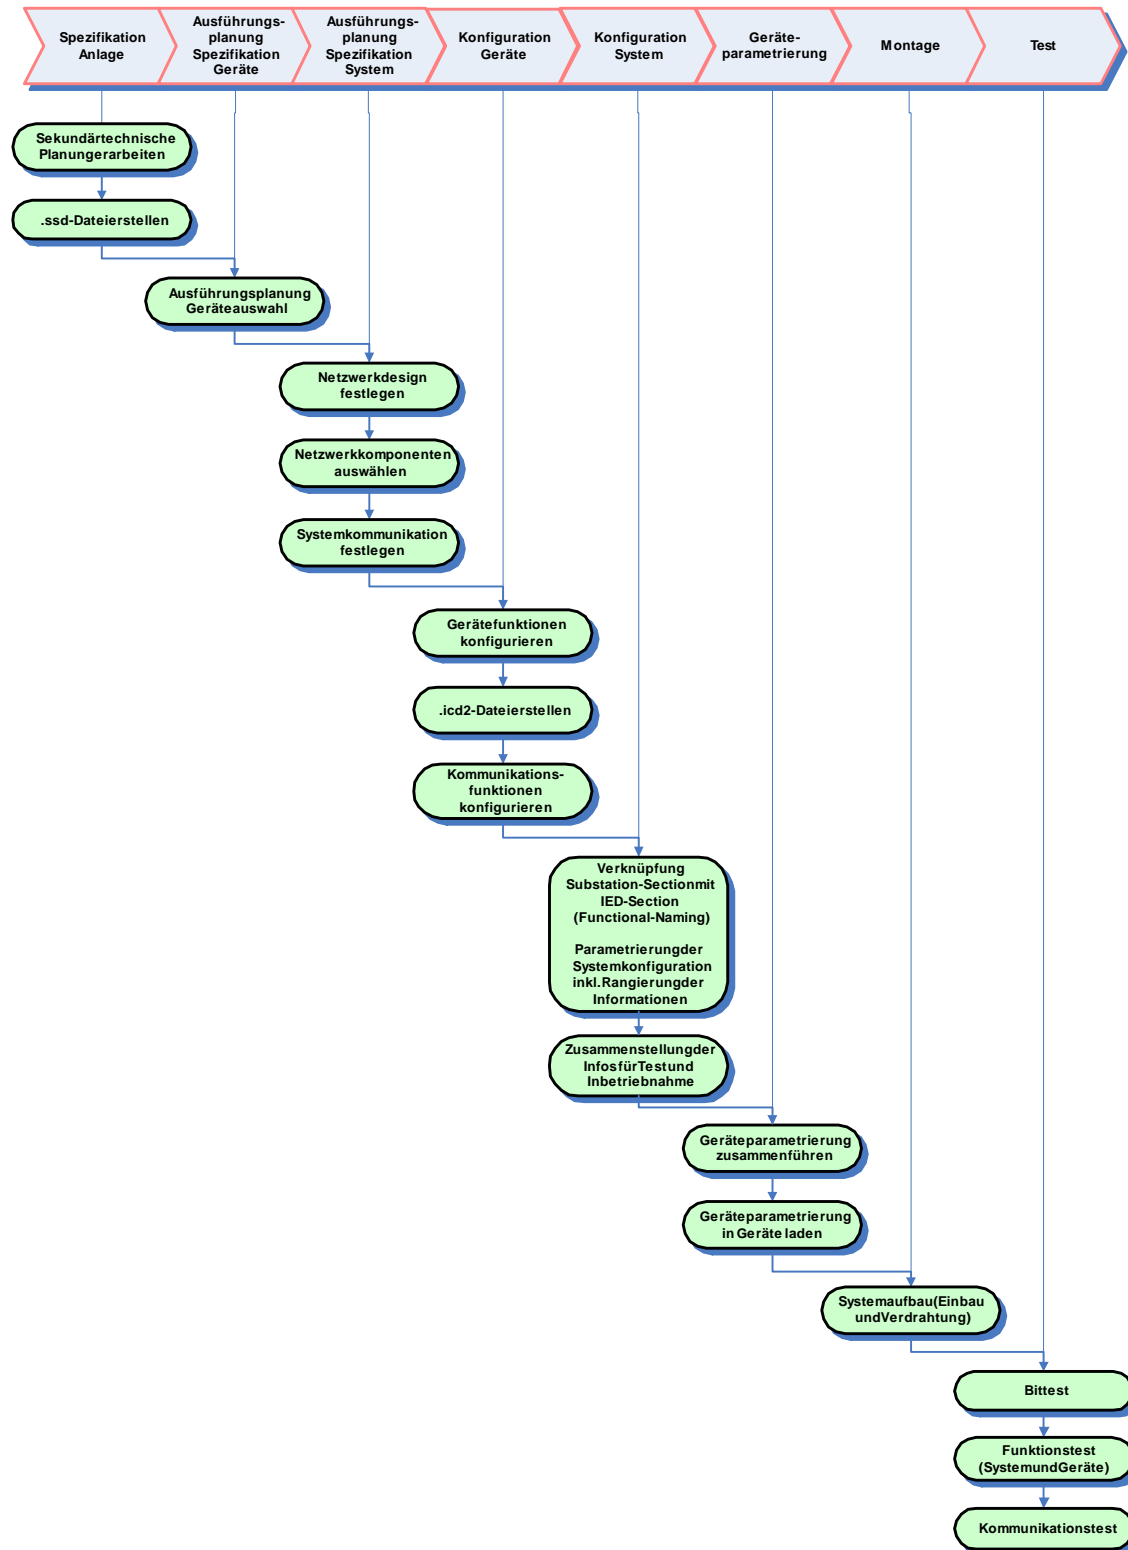 Spezifikation
Anlage
Ausführungs-
planung
Spezifikation
Geräte
Ausführungs-
planung
Spezifikation
System
Konfiguration
Geräte
Konfiguration
System
Geräte-
parametrierung
Montage
Test
Sekundärtechnische
Planungerarbeiten
.ssd-Dateierstellen
Ausführungsplanung
Geräteauswahl
Netzwerkdesign
festlegen
Netzwerkkomponenten
auswählen
Systemkommunikation
festlegen
Gerätefunktionen
konfigurieren
.icd2-Dateierstellen
Kommunikations-
funktionen
konfigurieren
Verknüpfung
Substation-Sectionmit
IED-Section
(Functional-Naming)
Parametrierungder
Systemkonfiguration
inkl.Rangierungder
Informationen
Zusammenstellungder
InfosfürTestund
Inbetriebnahme
Geräteparametrierung
zusammenführen
Geräteparametrierung
in Geräte laden
Systemaufbau(Einbau
undVerdrahtung)
Bittest
Funktionstest
(SystemundGeräte)
Kommunikationstest